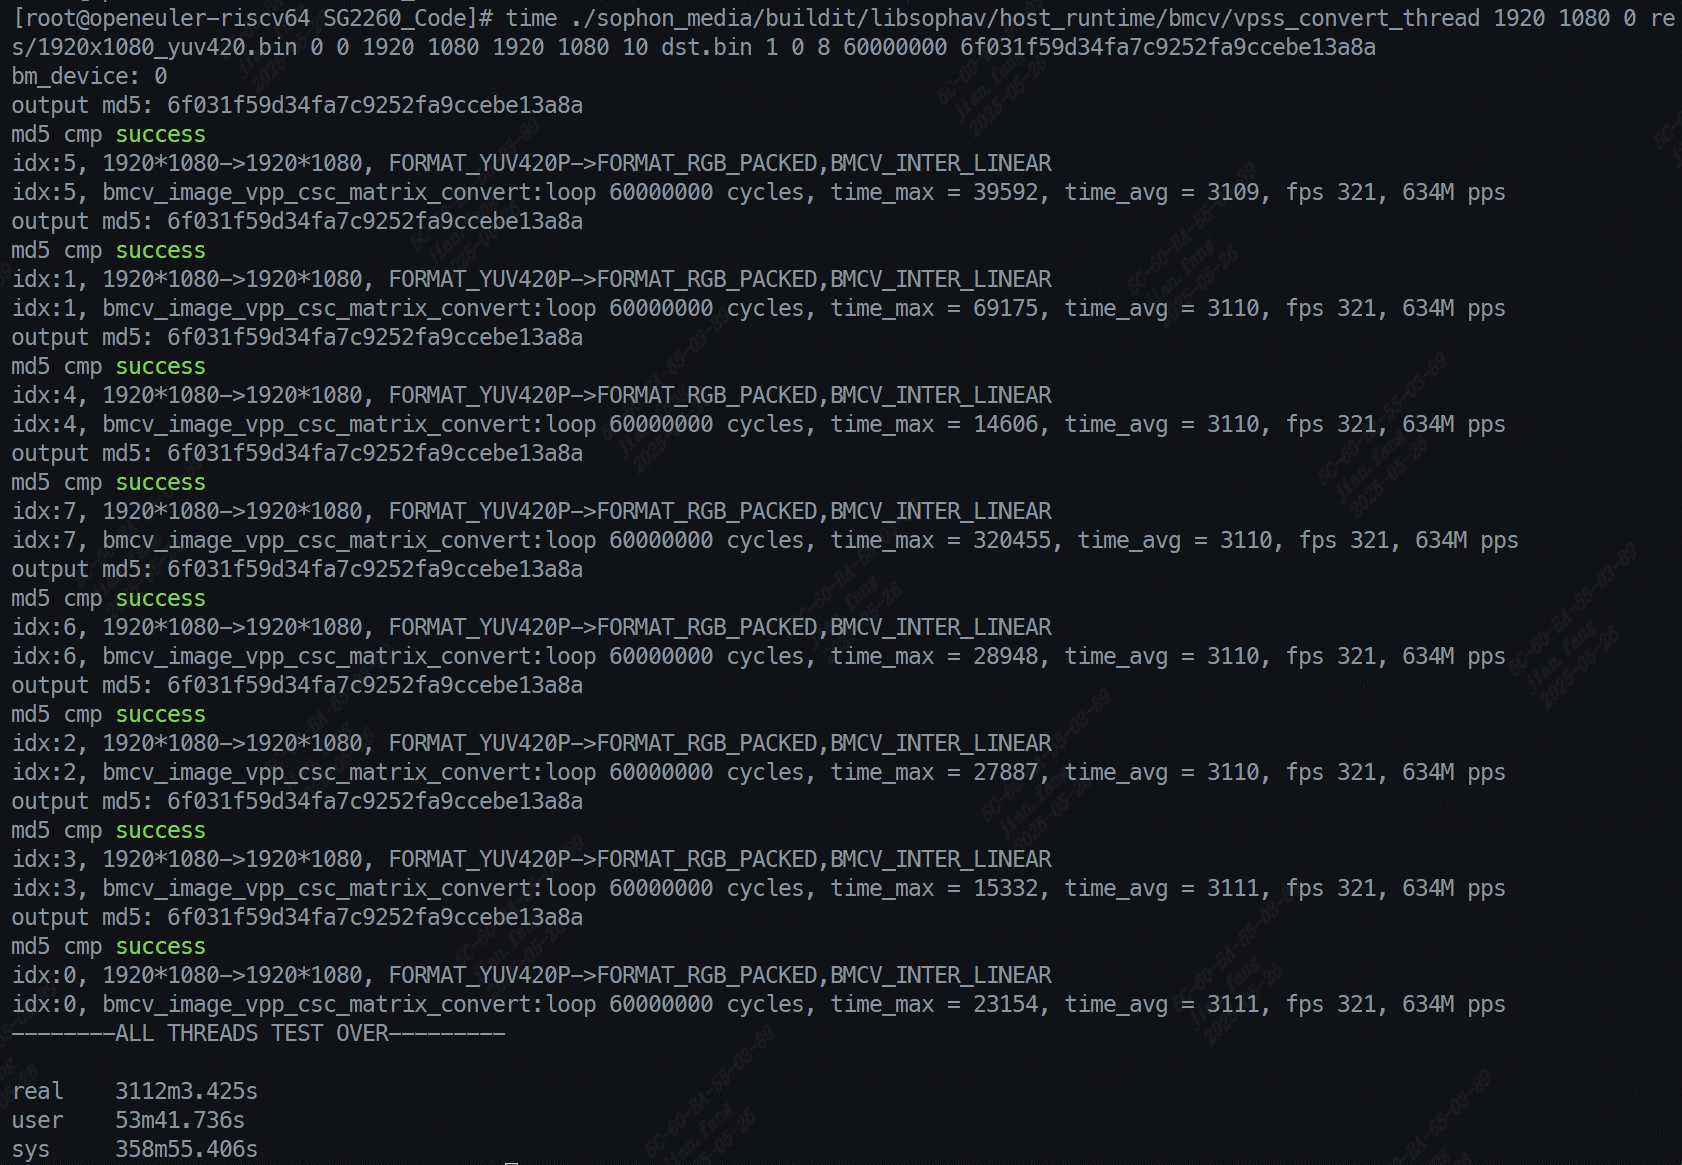 [root@openeuler-riscv64 SG2260_Code]# time ./sophon_media/buildit/libsophav/host_runtime/bmcv/vpss_convert_thread 1920 1080 0 re
s/1920x1080_yuv420.bin 0 0 1920 1080 1920 1080 10 dst.bin 1 0 8 60000000 6f031f59d34fa7c9252fa9ccebe13a8a
bm_device: 0
output md5: 6f031f59d34fa7c9252fa9ccebe13a8a
md5 cmp success
idx:5, 1920*1080->1920*1080, FORMAT_YUV420P->FORMAT_RGB_PACKED,BMCV_INTER_LINEAR
idx:5, bmcv_image_vpp_csc_matrix_convert:loop 60000000 cycles, time_max = 39592, time_avg = 3109, fps 321, 634M pps
output md5: 6f031f59d34fa7c9252fa9ccebe13a8a
md5 cmp success
idx:1, 1920*1080->1920*1080, FORMAT_YUV420P->FORMAT_RGB_PACKED,BMCV_INTER_LINEAR
idx:1, bmcv_image_vpp_csc_matrix_convert:loop 60000000 cycles, time_max = 69175, time_avg = 3110, fps 321, 634M pps
output md5: 6f031f59d34fa7c9252fa9ccebe13a8a
md5 cmp success
idx:4, 1920*1080->1920*1080, FORMAT_YUV420P->FORMAT_RGB_PACKED,BMCV_INTER_LINEAR
idx:4, bmcv_image_vpp_csc_matrix_convert:loop 60000000 cycles, time_max = 14606, time_avg = 3110, fps 321, 634M pps
output md5: 6f031f59d34fa7c9252fa9ccebe13a8a
md5 cmp success
idx:7, 1920*1080->1920*1080, FORMAT_YUV420P->FORMAT_RGB_PACKED,BMCV_INTER_LINEAR
idx:7, bmcv_image_vpp_csc_matrix_convert:loop 60000000 cycles, time_max = 320455, time_avg = 3110, fps 321, 634M pps
output md5: 6f031f59d34fa7c9252fa9ccebe13a8a
md5 cmp success
idx:6, 1920*1080->1920*1080, FORMAT_YUV420P->FORMAT_RGB_PACKED,BMCV_INTER_LINEAR
idx:6, bmcv_image_vpp_csc_matrix_convert:loop 60000000 cycles, time_max = 28948, time_avg = 3110, fps 321, 634M pps
output md5: 6f031f59d34fa7c9252fa9ccebe13a8a
md5 cmp success
idx:2, 1920*1080->1920*1080, FORMAT_YUV420P->FORMAT_RGB_PACKED,BMCV_INTER_LINEAR
idx:2, bmcv_image_vpp_csc_matrix_convert:loop 60000000 cycles, time_max = 27887, time_avg = 3110, fps 321, 634M pps
output md5: 6f031f59d34fa7c9252fa9ccebe13a8a
md5 cmp success
idx:3, 1920*1080->1920*1080, FORMAT_YUV420P->FORMAT_RGB_PACKED,BMCV_INTER_LINEAR
idx:3, bmcv_image_vpp_csc_matrix_convert:loop 60000000 cycles, time_max = 15332, time_avg = 3111, fps 321, 634M pps
output md5: 6f031f59d34fa7c9252fa9ccebe13a8a
md5 cmp success
idx:0, 1920*1080->1920*1080, FORMAT_YUV420P->FORMAT_RGB_PACKED,BMCV_INTER_LINEAR
idx:0, bmcv_image_vpp_csc_matrix_convert:loop 60000000 cycles, time_max = 23154, time_avg = 3111, fps 321, 634M pps
--------ALL THREADS TEST OVER---------
real 3112m3.425s
user 53m41.736s
sys 358m55.406s